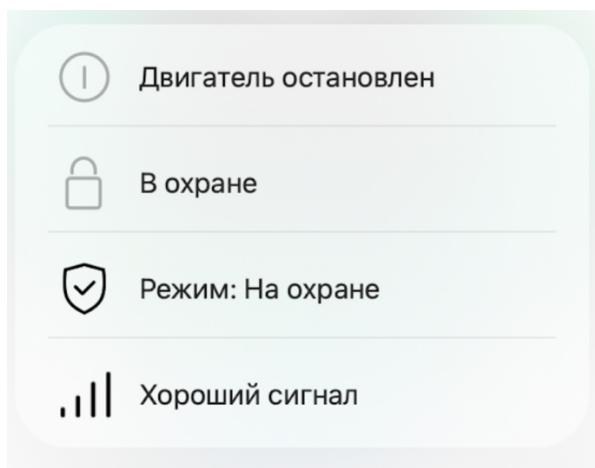 Двигатель остановлен
В охране
Режим: На охране
Хороший сигнал